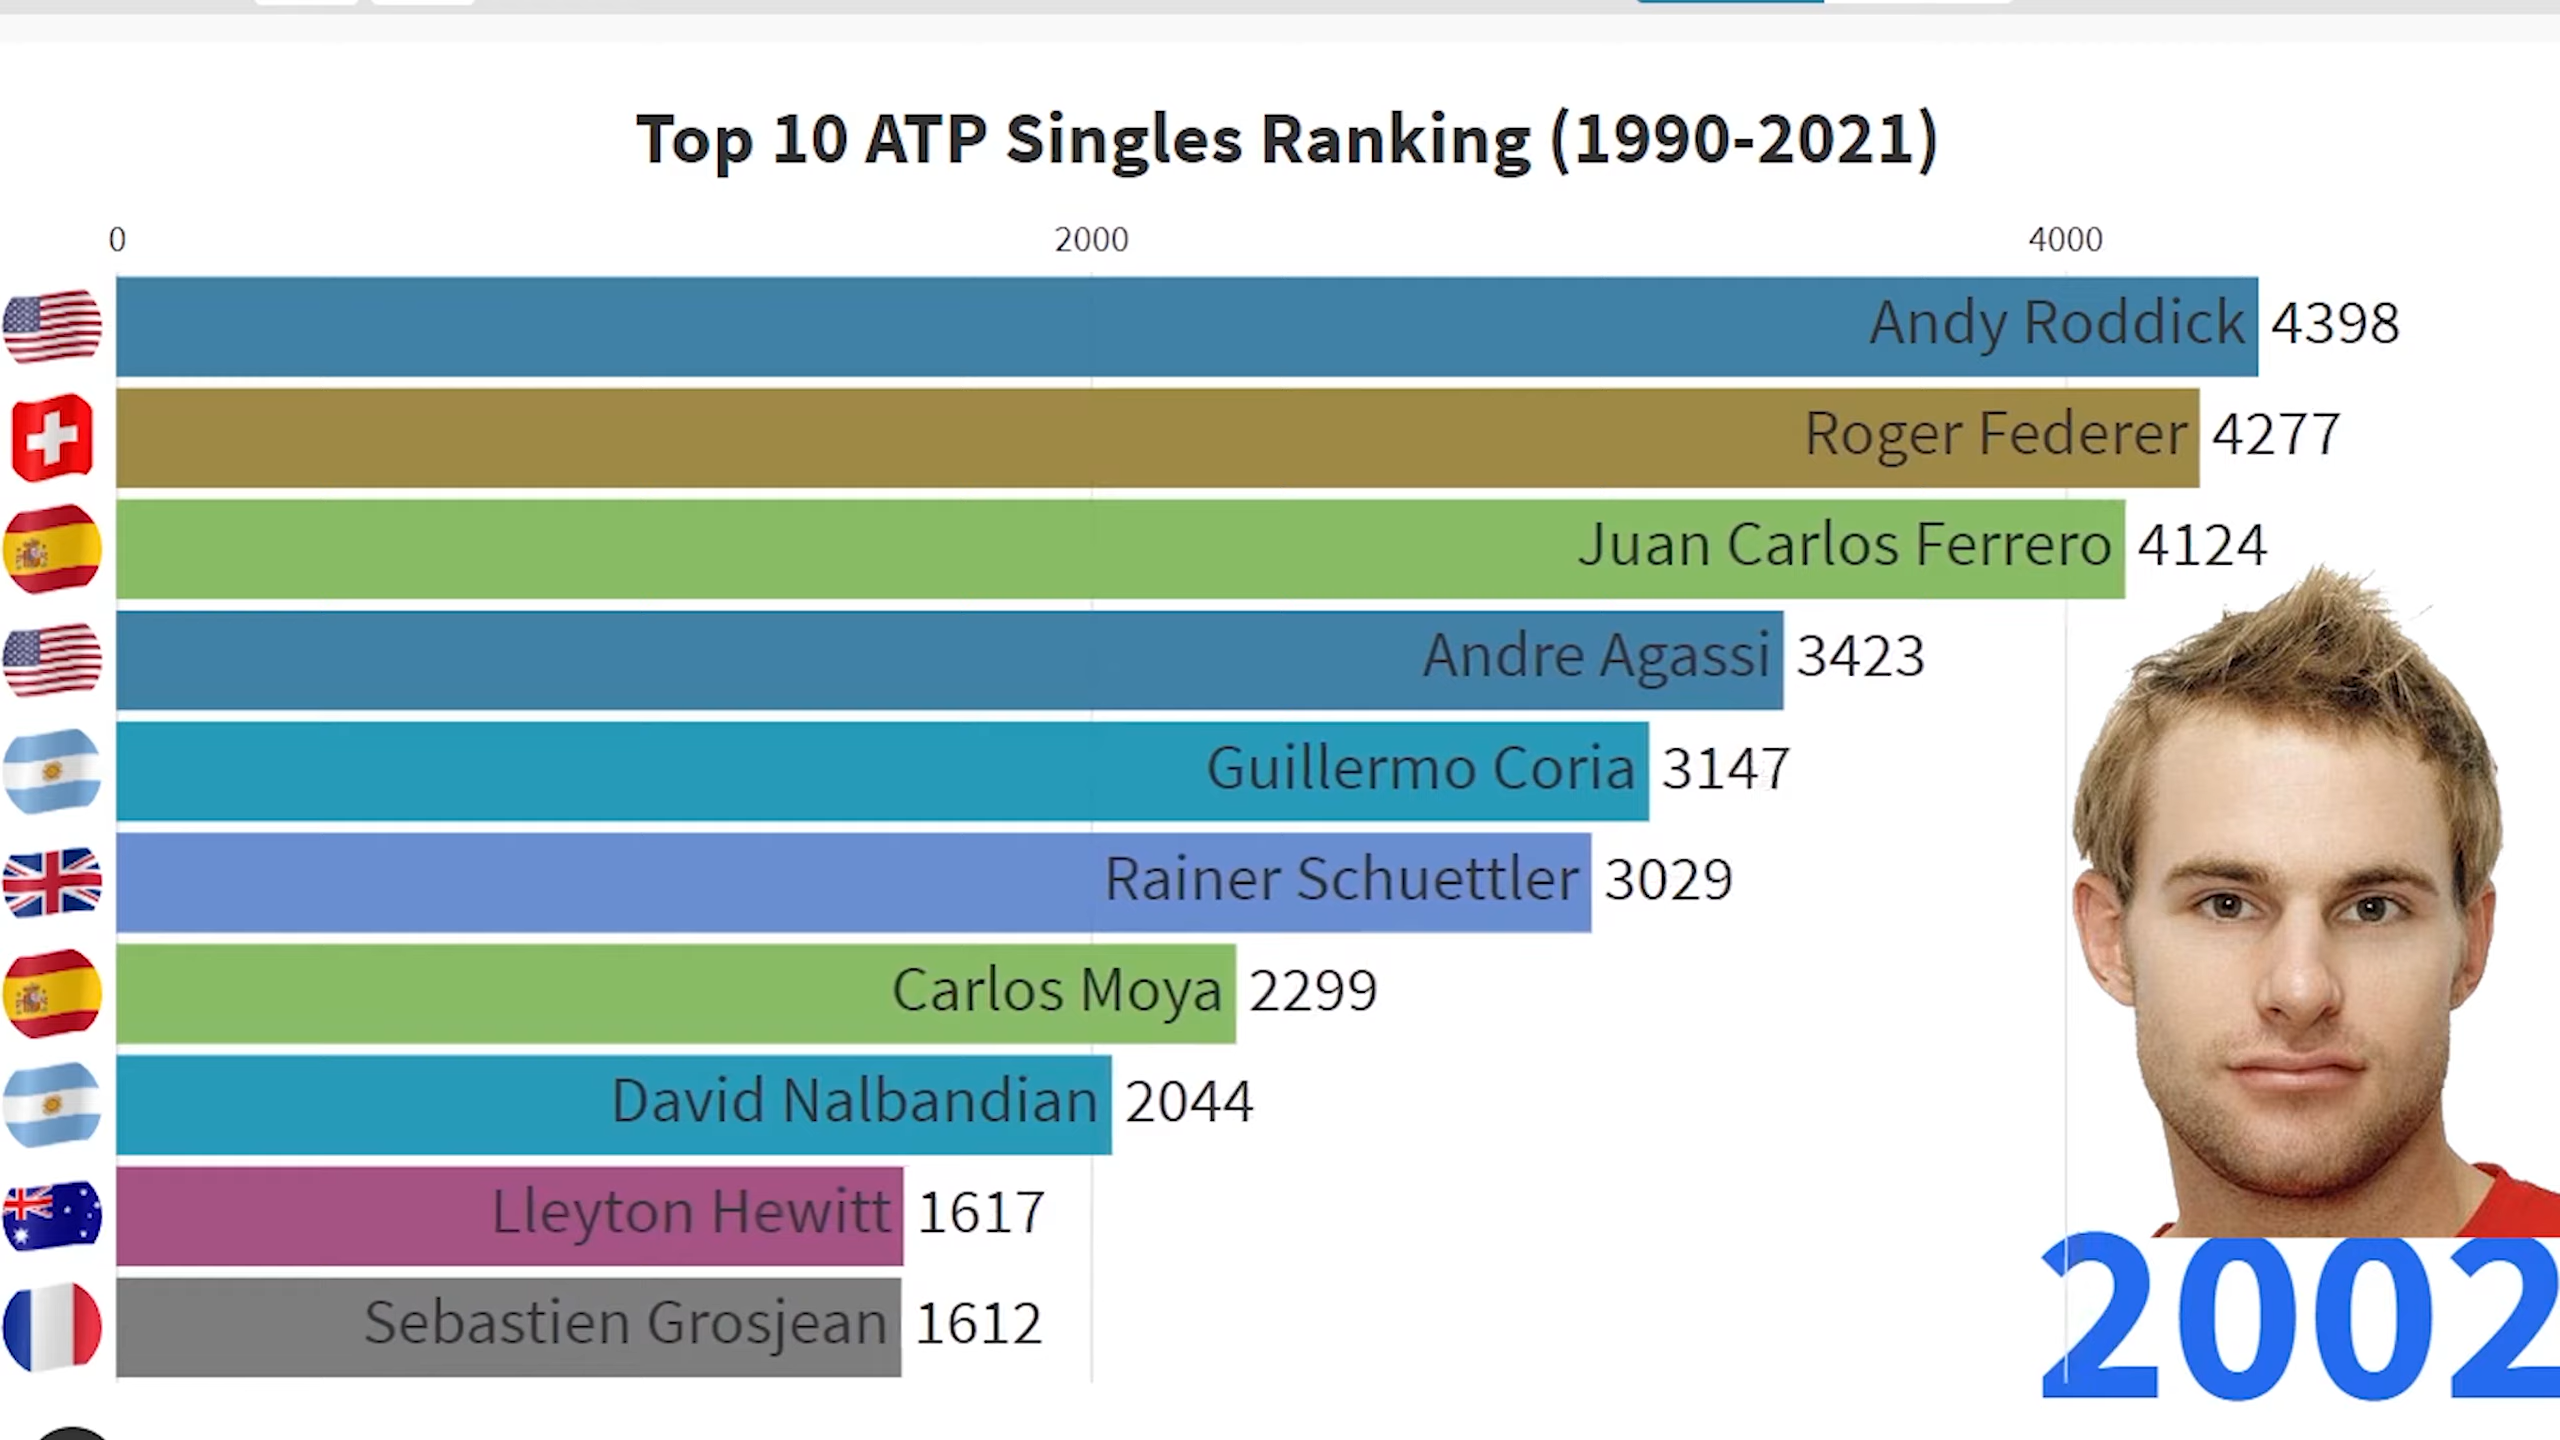 Top 10 ATP Singles Ranking (1990-2021)
0 2000 4000
Andy Roddick 4398
Roger Federer 4277
Juan Carlos Ferrero 4124
Andre Agassi 3423
Guillermo Coria 3147
Rainer Schuettler 3029
Carlos Moya 2299
David Nalbandian 2044
Lleyton Hewitt 1617
Sebastien Grosjean 1612
2002